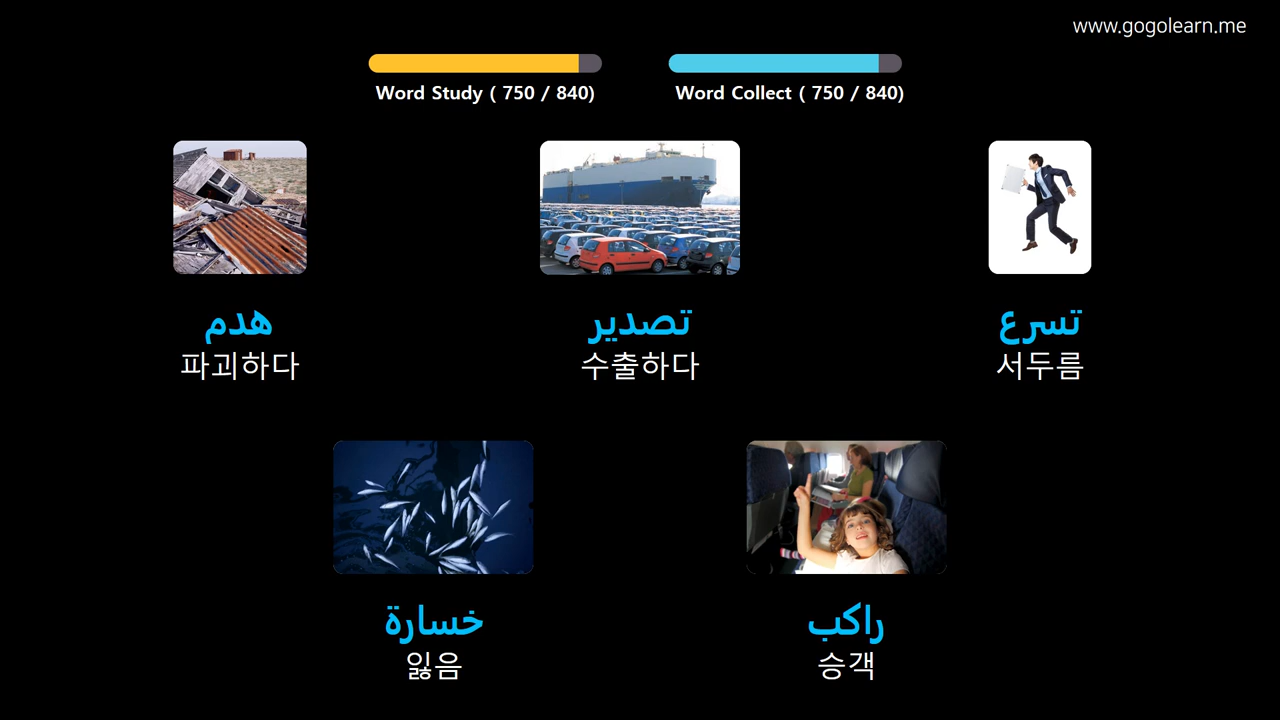 www.gogolearn.me
Word Study ( 750 / 840)
Word Collect ( 750 / 840)
هدم
파괴하다
تصدير
수출하다
تسرع
서두름
خسارة
잃음
راكب
승객